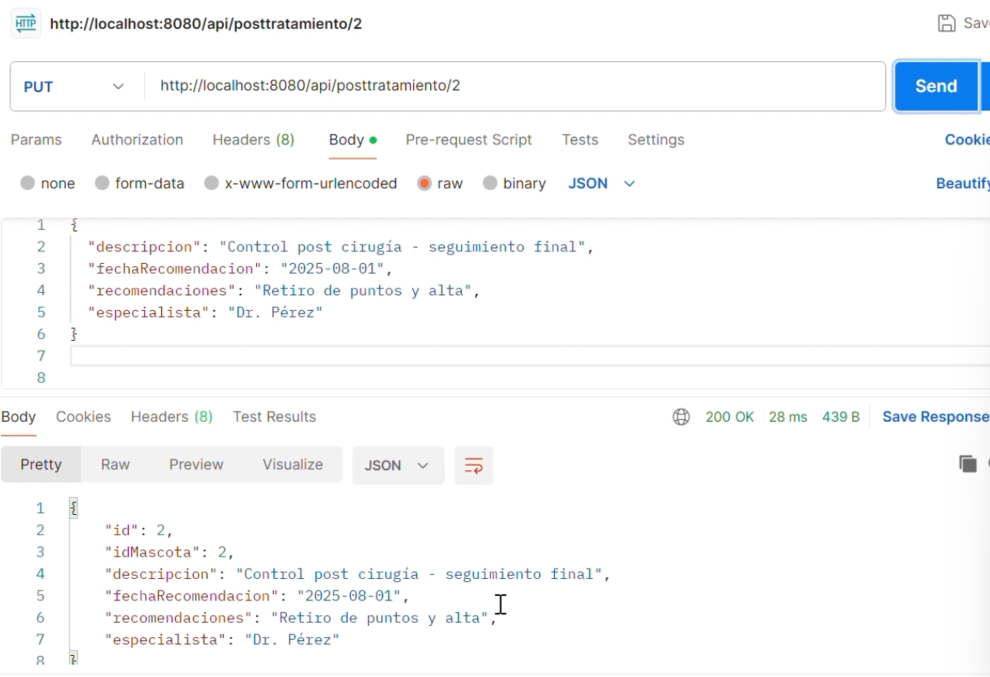 HTTP http://localhost:8080/api/posttratamiento/2 Sav
PUT http://localhost:8080/api/posttratamiento/2 Send
Params Authorization Headers (8) Body Pre-request Script Tests Settings Cookie
none form-data x-www-form-urlencoded raw binary JSON Beautify
1 {
2 "descripcion": "Control post cirugía - seguimiento final",
3 "fechaRecomendacion": "2025-08-01",
4 "recomendaciones": "Retiro de puntos y alta",
5 "especialista": "Dr. Pérez"
6 }
7
8
Body Cookies Headers (8) Test Results 200 OK 28 ms 439 B Save Response
Pretty Raw Preview Visualize JSON
1 {
2 "id": 2,
3 "idMascota": 2,
4 "descripcion": "Control post cirugía - seguimiento final",
5 "fechaRecomendacion": "2025-08-01",
6 "recomendaciones": "Retiro de puntos y alta",
7 "especialista": "Dr. Pérez"
8 }